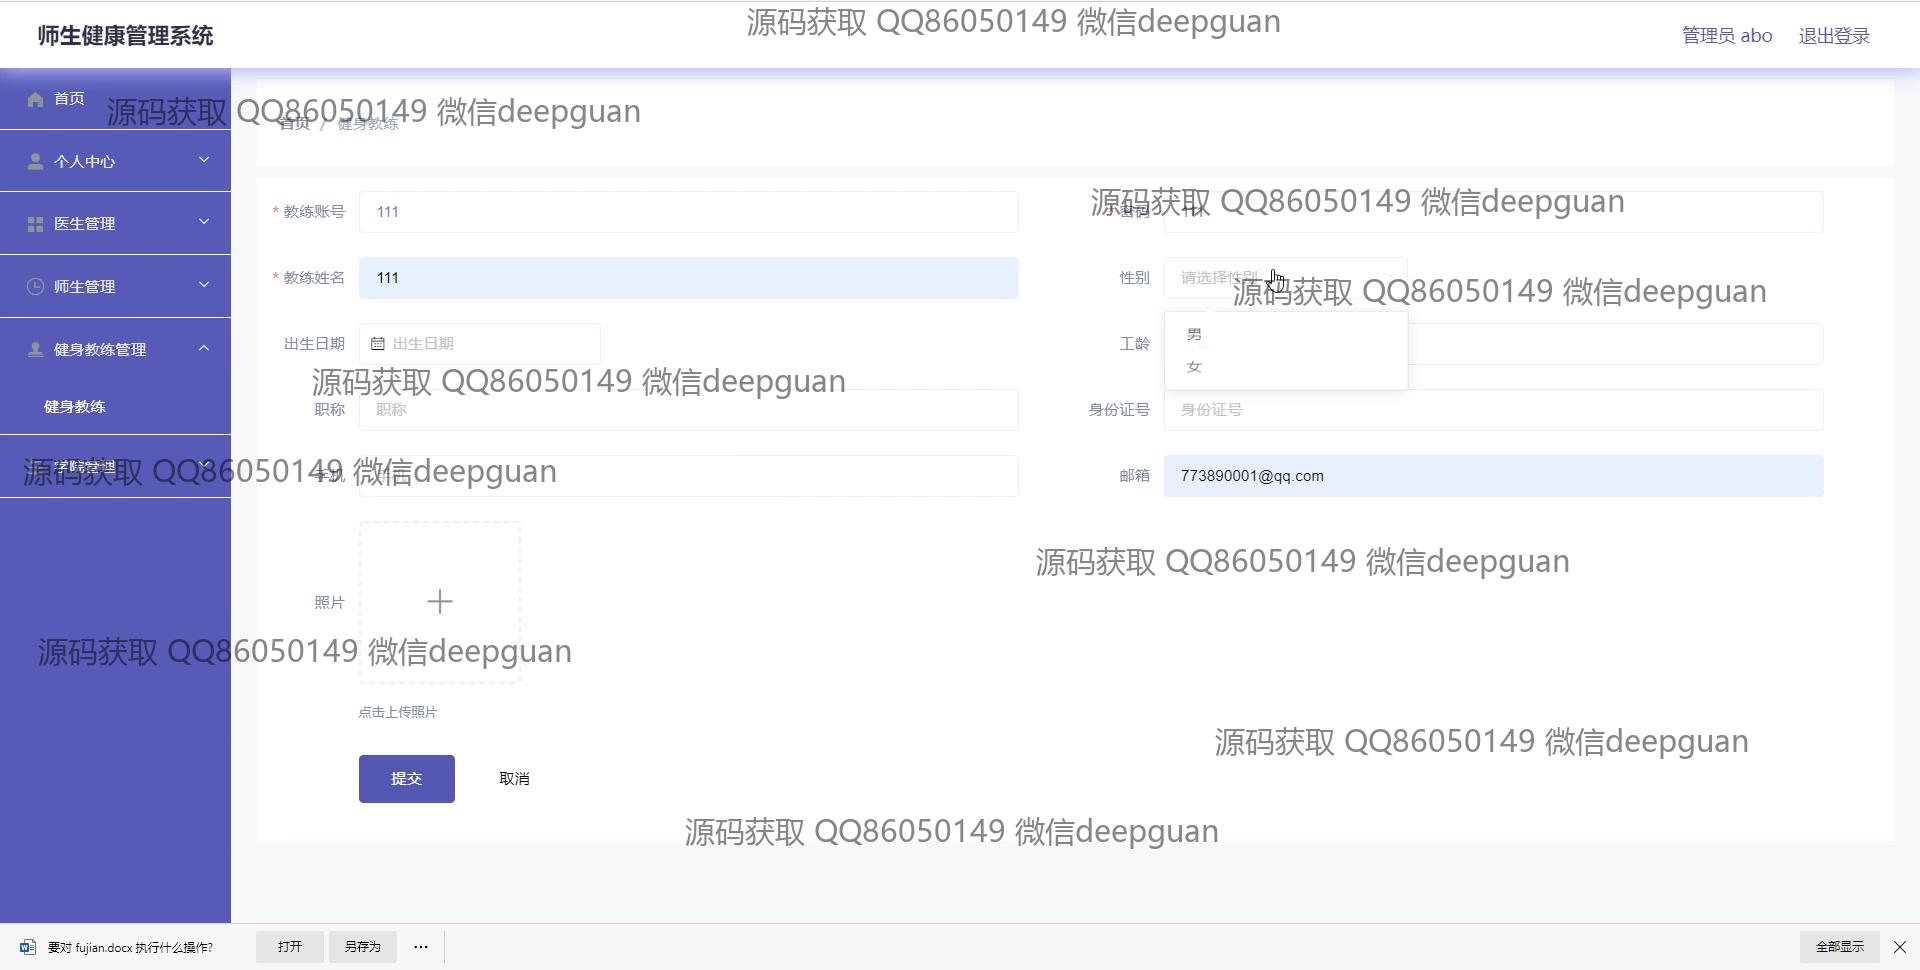 师生健康管理系统
源码获取 QQ86050149 微信deepguan
管理员 abo
退出登录
首页
源码获取 QQ86050149 微信deepguan
首页 / 健身教练
个人中心
医生管理
师生管理
健身教练管理
健身教练
学院管理
* 教练账号 111
* 密码 111
源码获取 QQ86050149 微信deepguan
* 教练姓名 111
性别 请选择性别
源码获取 QQ86050149 微信deepguan
男
女
出生日期 出生日期
工龄
源码获取 QQ86050149 微信deepguan
职称 职称
身份证号 身份证号
源码获取 QQ86050149 微信deepguan
手机 手机
邮箱 773890001@qq.com
源码获取 QQ86050149 微信deepguan
照片
源码获取 QQ86050149 微信deepguan
点击上传照片
源码获取 QQ86050149 微信deepguan
提交
取消
源码获取 QQ86050149 微信deepguan
要对 fujian.docx 执行什么操作?
打开
另存为
...
全部显示